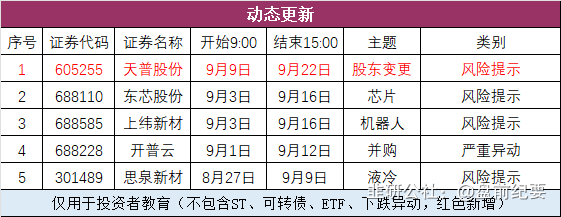 动态更新
序号 证券代码 证券名称 开始9:00 结束15:00 主题 类别
1 605255 天普股份 9月9日 9月22日 股东变更 风险提示
2 688110 东芯股份 9月3日 9月16日 芯片 风险提示
3 688585 上纬新材 9月3日 9月16日 机器人 风险提示
4 688228 开普云 9月1日 9月12日 并购 严重异动
5 301489 思泉新材 8月27日 9月9日 液冷 风险提示
韭研公社：@盘前纪要
仅用于投资者教育（不包含ST、可转债、ETF、下跌异动，红色新增）